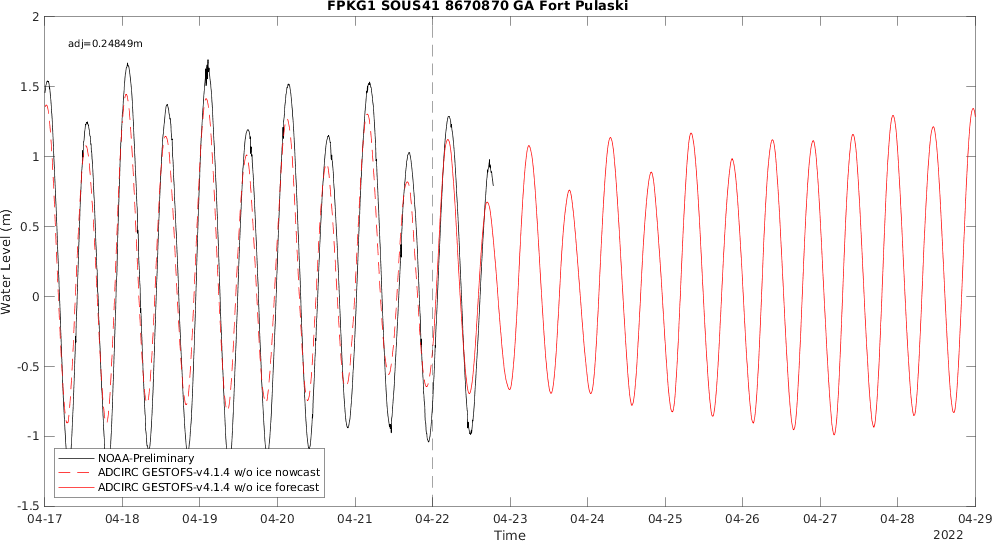 FPKG1 SOUS41 8670870 GA Fort Pulaski
adj=0.24849m
2
1.5
1
0.5
0
-0.5
-1
-1.5
Water Level (m)
NOAA-Preliminary
ADCIRC GESTOFS-v4.1.4 w/o ice nowcast
ADCIRC GESTOFS-v4.1.4 w/o ice forecast
04-17 04-18 04-19 04-20 04-21 04-22 04-23 04-24 04-25 04-26 04-27 04-28 04-29
Time
2022